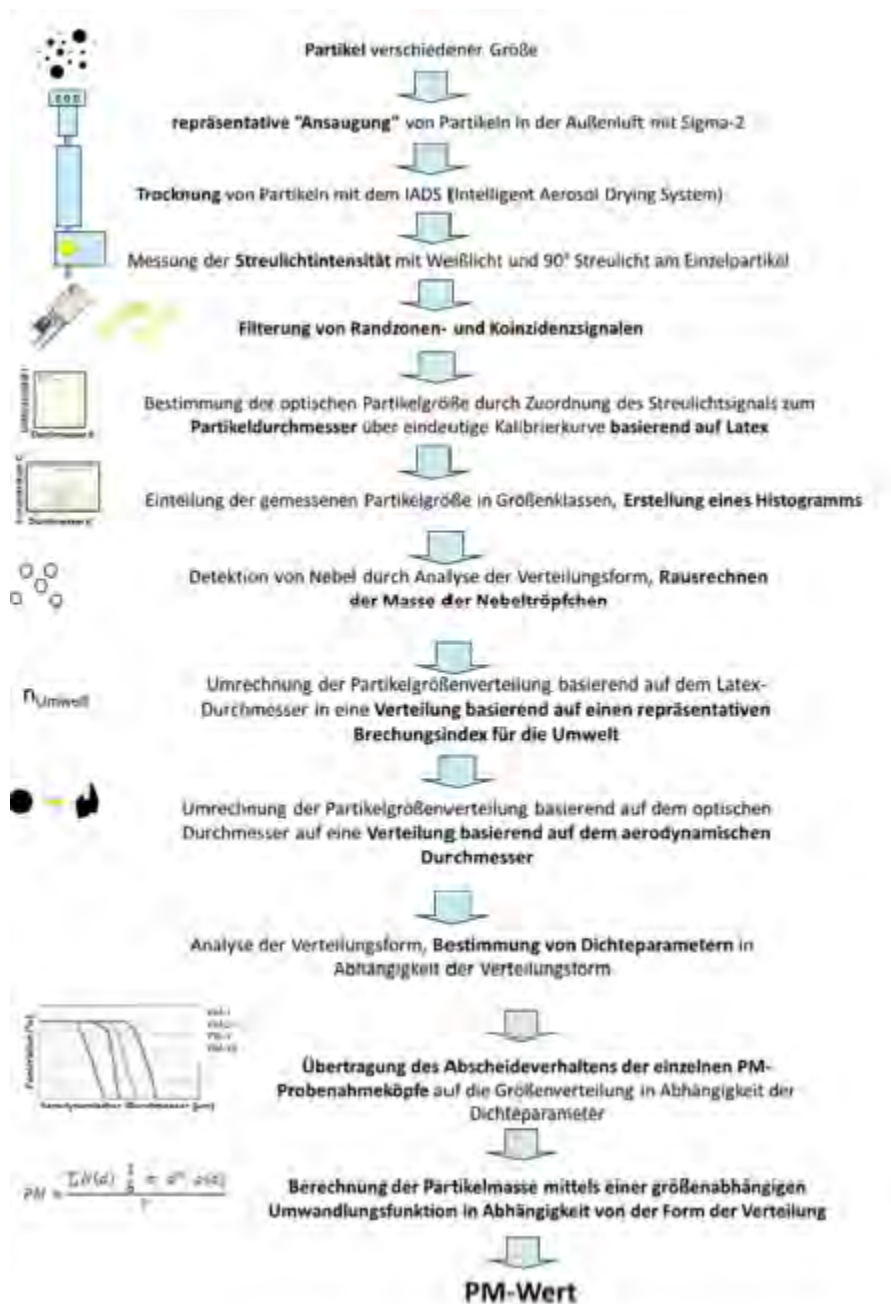 Partikel verschiedener Größe
repräsentative "Ansaugung" von Partikeln in der Außenluft mit Sigma-2
Trocknung von Partikeln mit dem IADS (Intelligent Aerosol Drying System)
Messung der Streulichtintensität mit Weißlicht und 90° Streulicht am Einzelpartikel
Filterung von Randzonen- und Koinzidenzsignalen
Bestimmung der optischen Partikelgröße durch Zuordnung des Streulichtsignals zum
Partikeldurchmesser über eindeutige Kalibrierkurve basierend auf Latex
Einteilung der gemessenen Partikelgröße in Größenklassen, Erstellung eines Histogramms
Detektion von Nebel durch Analyse der Verteilungsform, Rausrechnen
der Masse der Nebeltröpfchen
n Umwelt
Umrechnung der Partikelgrößenverteilung basierend auf dem Latex-
Durchmesser in eine Verteilung basierend auf einen repräsentativen
Brechungsindex für die Umwelt
Umrechnung der Partikelgrößenverteilung basierend auf dem optischen
Durchmesser auf eine Verteilung basierend auf dem aerodynamischen
Durchmesser
Analyse der Verteilungsform, Bestimmung von Dichteparametern in
Abhängigkeit der Verteilungsform
Übertragung des Abscheideverhaltens der einzelnen PM-
Probenahmeköpfe auf die Größenverteilung in Abhängigkeit der
Dichteparameter
PM =
Berechnung der Partikelmasse mittels einer größenabhängigen
Umwandlungsfunktion in Abhängigkeit von der Form der Verteilung
PM-Wert